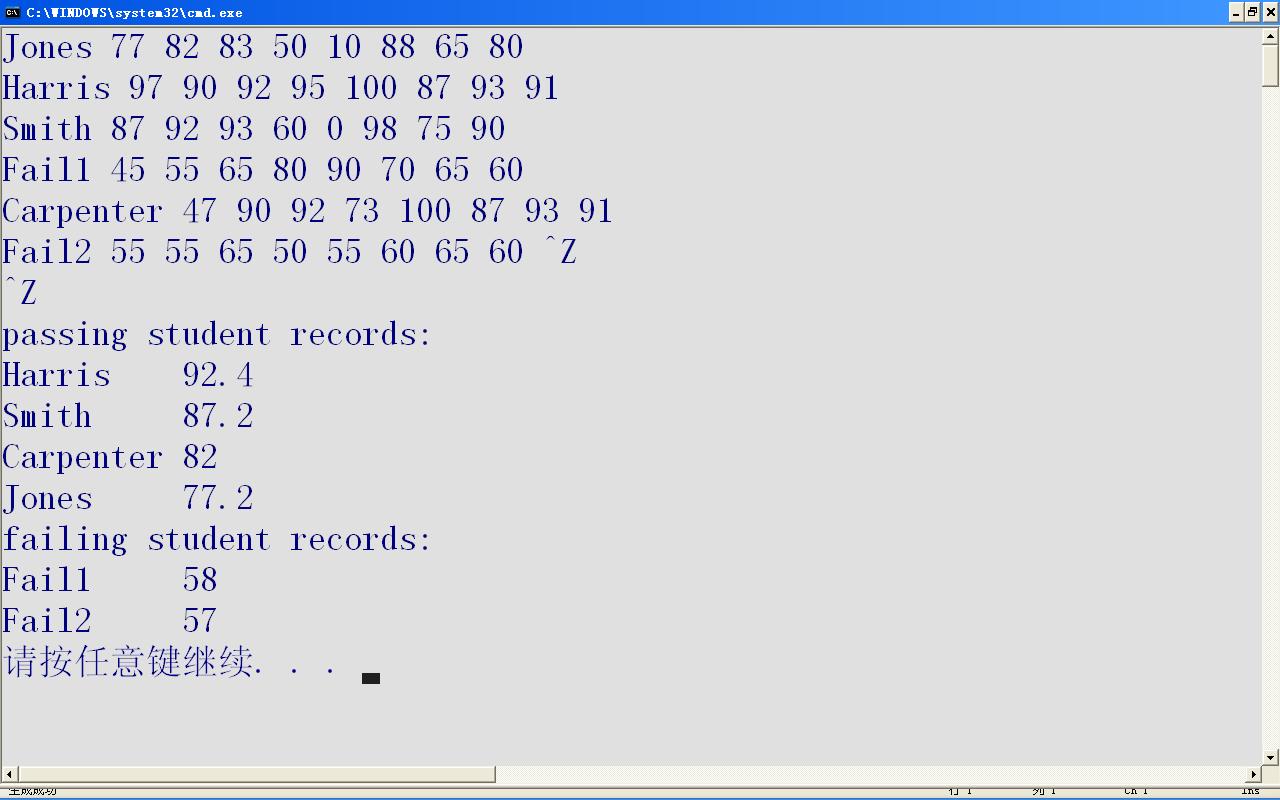 C:\WINDOWS\system32\cmd.exe
Jones 77 82 83 50 10 88 65 80
Harris 97 90 92 95 100 87 93 91
Smith 87 92 93 60 0 98 75 90
Fail1 45 55 65 80 90 70 65 60
Carpenter 47 90 92 73 100 87 93 91
Fail2 55 55 65 50 55 60 65 60 ^Z
^Z
passing student records:
Harris    92.4
Smith     87.2
Carpenter 82
Jones     77.2
failing student records:
Fail1     58
Fail2     57
请按任意键继续. . .